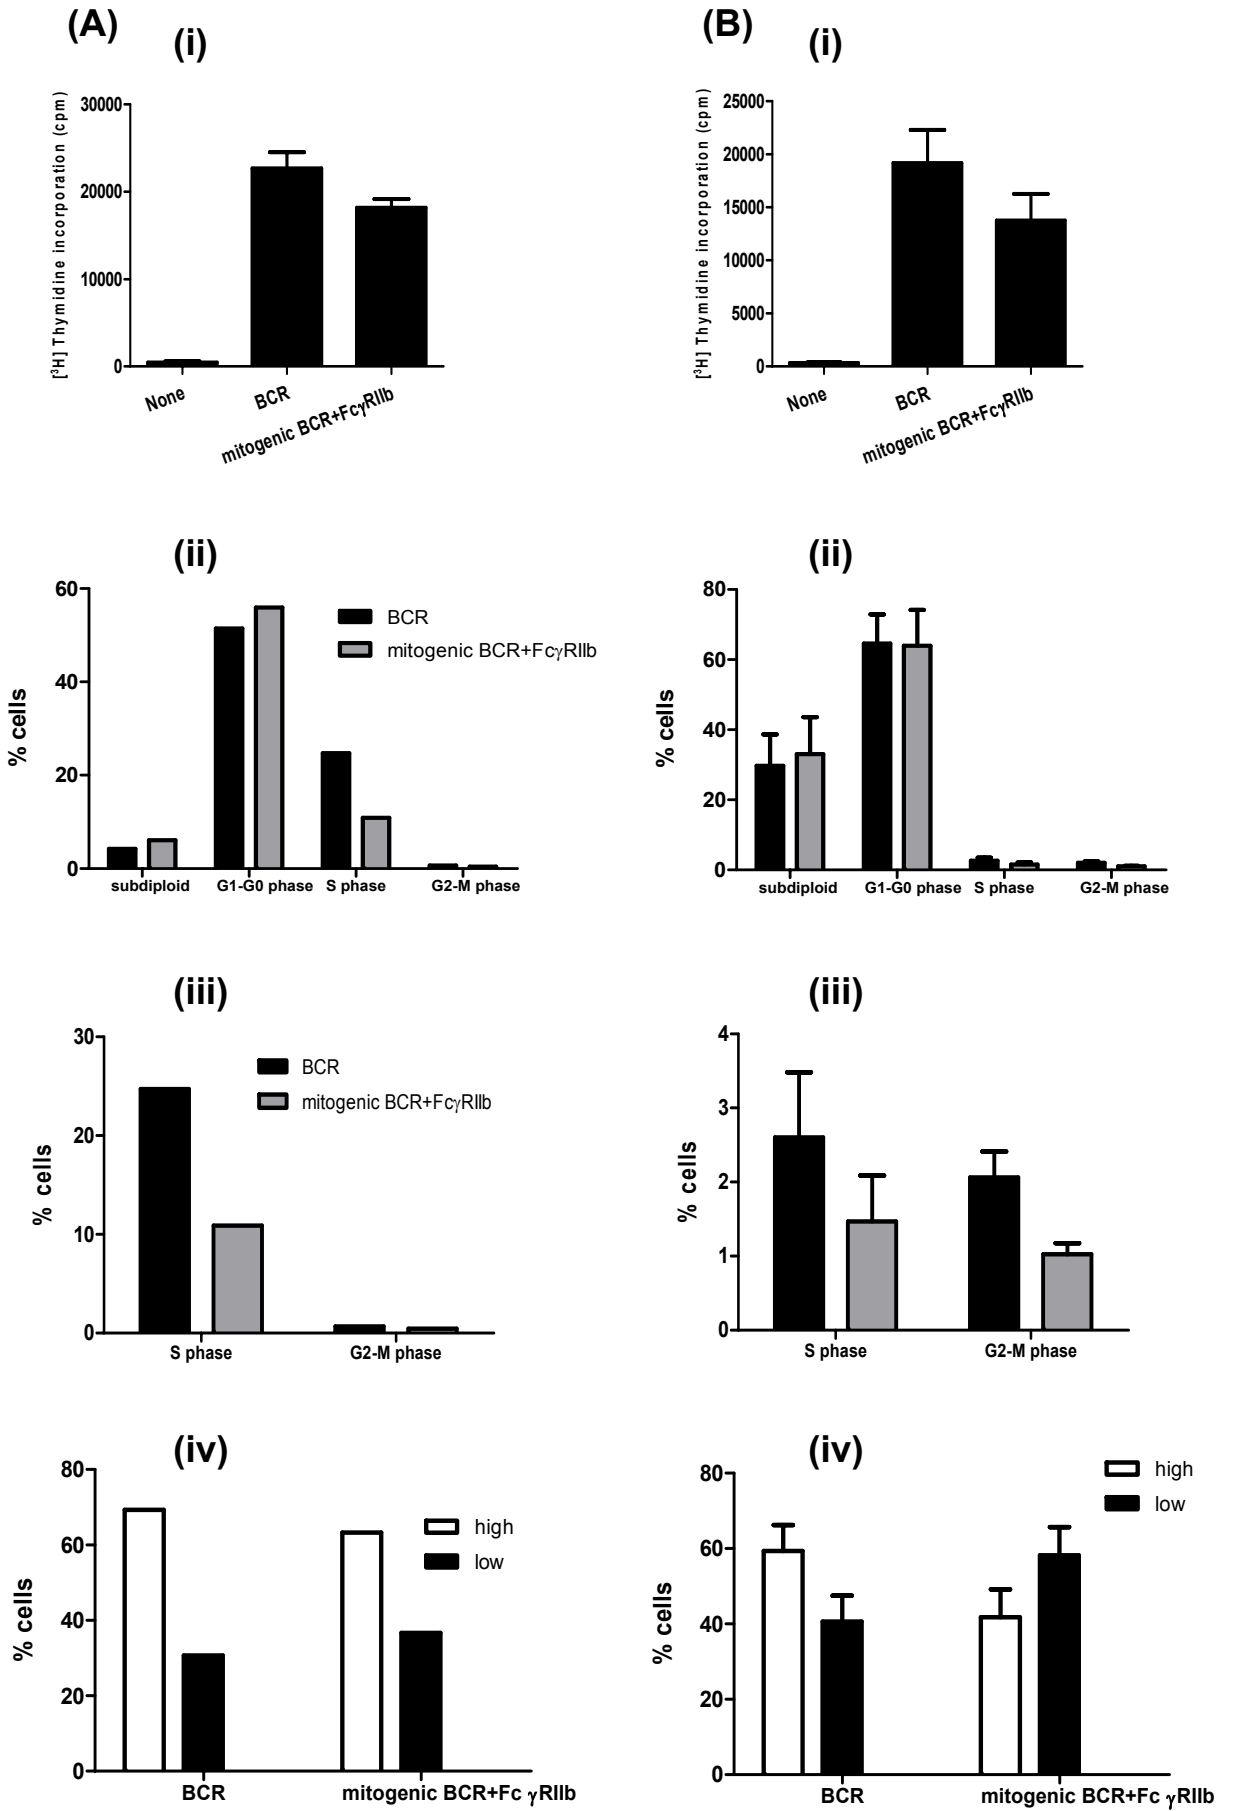 (A)
(i)
[³H] Thymidine incorporation (cpm)
30000
20000
10000
0
None
BCR
mitogenic BCR+FcγRIIb
(B)
(i)
[³H] Thymidine incorporation (cpm)
25000
20000
15000
10000
5000
0
None
BCR
mitogenic BCR+FcγRIIb
(ii)
% cells
60
40
20
0
BCR
mitogenic BCR+FcγRIIb
subdiploid
G1-G0 phase
S phase
G2-M phase
(ii)
% cells
80
60
40
20
0
subdiploid
G1-G0 phase
S phase
G2-M phase
(iii)
% cells
30
20
10
0
BCR
mitogenic BCR+FcγRIIb
S phase
G2-M phase
(iii)
% cells
4
3
2
1
0
S phase
G2-M phase
(iv)
% cells
80
60
40
20
0
high
low
BCR
mitogenic BCR+Fc γRIIb
(iv)
% cells
80
60
40
20
0
high
low
BCR
mitogenic BCR+Fc γRIIb